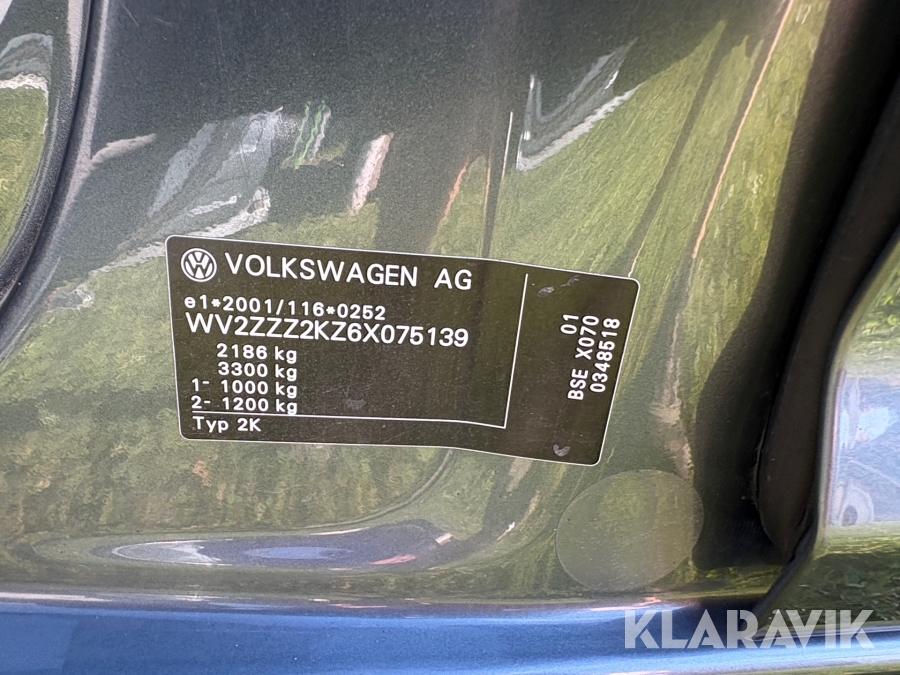 VOLKSWAGEN AG
e1*2001/116*0252
WV2ZZZ2KZ6X075139
2186 kg
3300 kg
1- 1000 kg
2- 1200 kg
Typ 2K
01
BSE X070
0348518
KLARAVIK